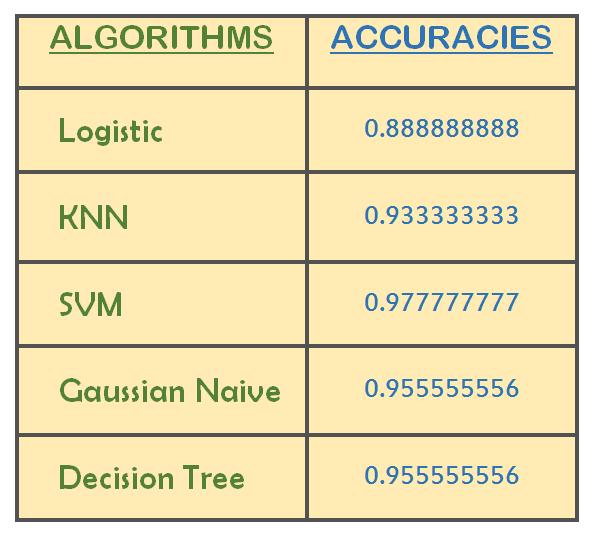 ALGORITHMS ACCURACIES
Logistic 0.888888888
KNN 0.933333333
SVM 0.977777777
Gaussian Naive 0.955555556
Decision Tree 0.955555556